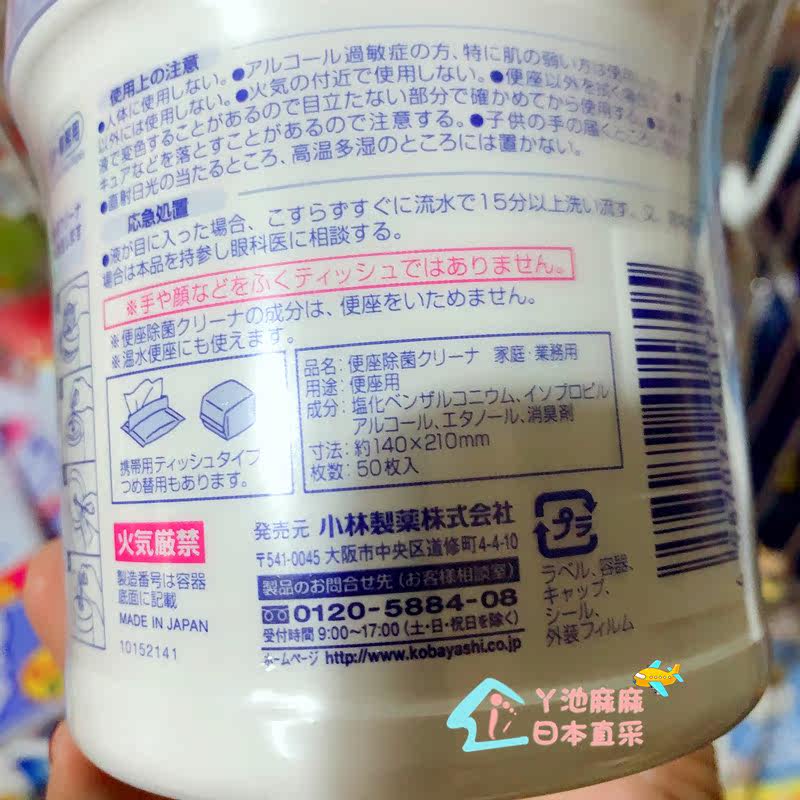 使用上の注意
●人体に使用しない。●アルコール過敏症の方、特に肌の弱い方は使用
以外には使用しない。●火気の付近で使用しない。●便座以外を拭く
液で変色することがあるので目立たない部分で確かめてから使用する。
キュアなどを落とすことがあるので注意する。●子供の手の届くところに
●直射日光の当たるところ、高温多湿のところには置かない。
応急処置
●液が目に入った場合、こすらずすぐに流水で15分以上洗い流す。又、
場合は本品を持参し眼科医に相談する。
※手や顔などをふくティッシュではありません。
※便座除菌クリーナの成分は、便座をいためません。
※温水便座にも使えます。
携帯用ティッシュタイプ
つめ替用もあります。
品名：便座除菌クリーナ 家庭・業務用
用途：便座用
成分：塩化ベンザルコニウム、イソプロピル
アルコール、エタノール、消臭剤
寸法：約140×210mm
枚数：50枚入
火気厳禁
製造番号は容器
底面に記載
MADE IN JAPAN
10152141
発売元 小林製薬株式会社
〒541-0045 大阪市中央区道修町4-4-10
製品のお問合せ先（お客様相談室）
0120-5884-08
受付時間 9:00〜17:00（土・日・祝日を除く）
ホームページ http://www.kobayashi.co.jp
プラ
ラベル、容器、
キャップ、
シール、
外装フィルム
丫池麻麻
日本直采